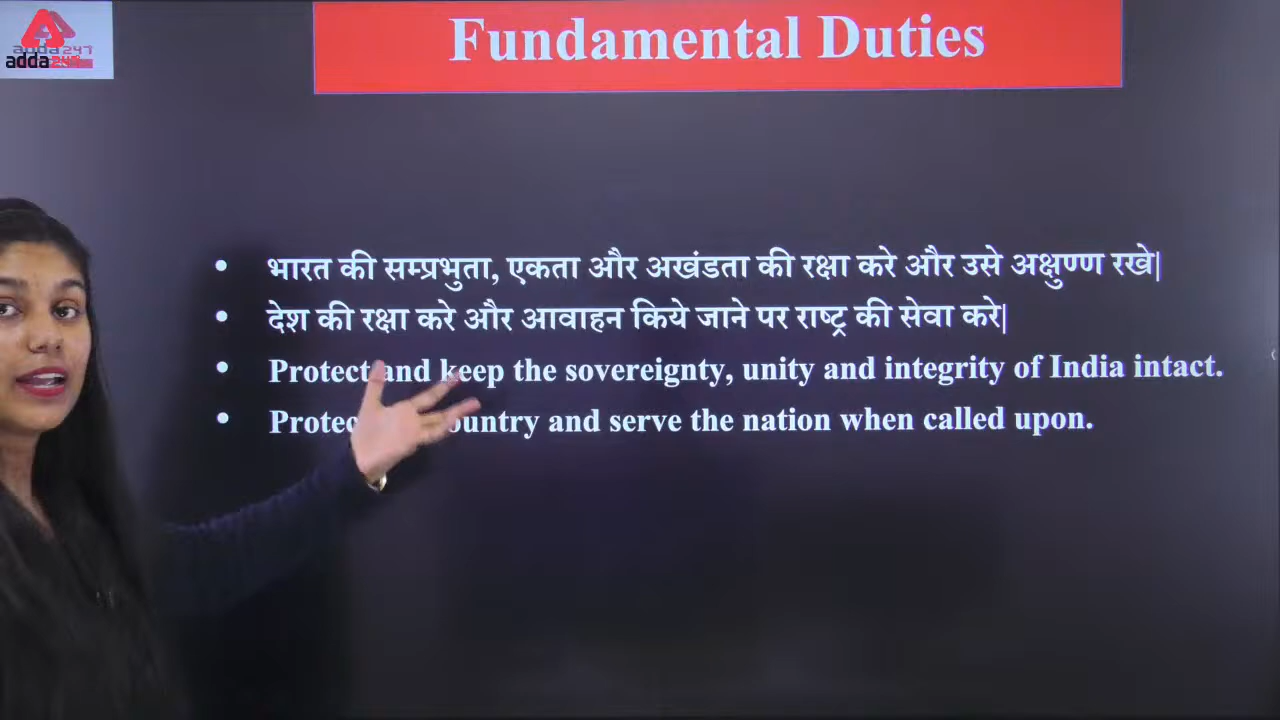 Fundamental Duties
adda247
adda247
• भारत की सम्प्रभुता, एकता और अखंडता की रक्षा करे और उसे अक्षुण्ण रखे|
• देश की रक्षा करे और आवाहन किये जाने पर राष्ट्र की सेवा करे|
• Protect and keep the sovereignty, unity and integrity of India intact.
• and serve the nation when called upon.